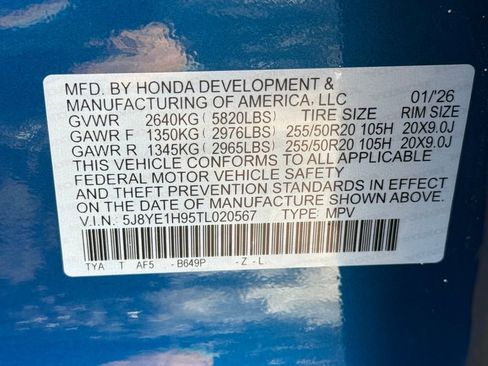 MFD. BY HONDA DEVELOPMENT &
MANUFACTURING OF AMERICA, LLC 01/'26
GVWR 2640KG ( 5820LBS) TIRE SIZE RIM SIZE
GAWR F 1350KG ( 2976LBS) 255/50R20 105H 20X9.0J
GAWR R 1345KG ( 2965LBS) 255/50R20 105H 20X9.0J
THIS VEHICLE CONFORMS TO ALL APPLICABLE
FEDERAL MOTOR VEHICLE SAFETY
AND THEFT PREVENTION STANDARDS IN EFFECT
ON THE DATE OF MANUFACTURE SHOWN ABOVE.
V.I.N: 5J8YE1H95TL020567 TYPE: MPV
TYA T AF5 - B649P - Z - L